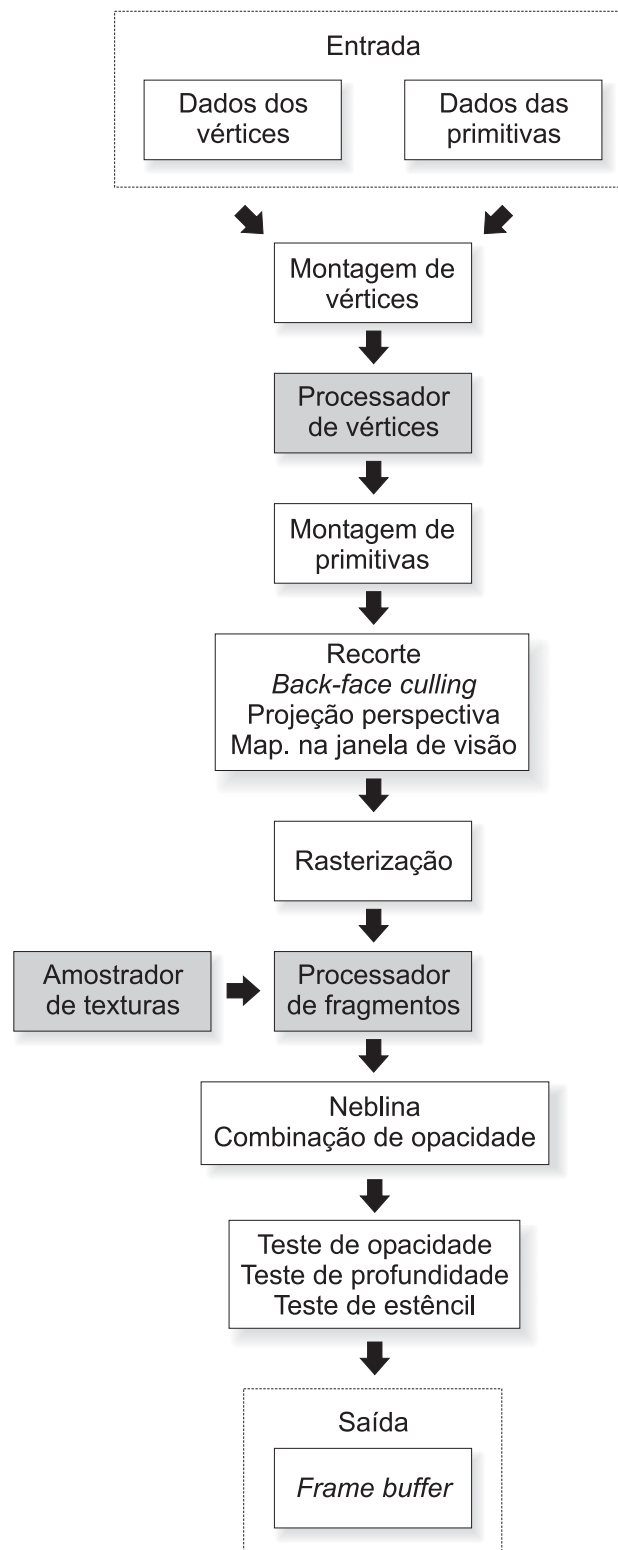 Entrada
Dados dos
vértices
Dados das
primitivas
Montagem de
vértices
Processador
de vértices
Montagem de
primitivas
Recorte
Back-face culling
Projeção perspectiva
Map. na janela de visão
Rasterização
Amostrador
de texturas
Processador
de fragmentos
Neblina
Combinação de opacidade
Teste de opacidade
Teste de profundidade
Teste de estêncil
Saída
Frame buffer